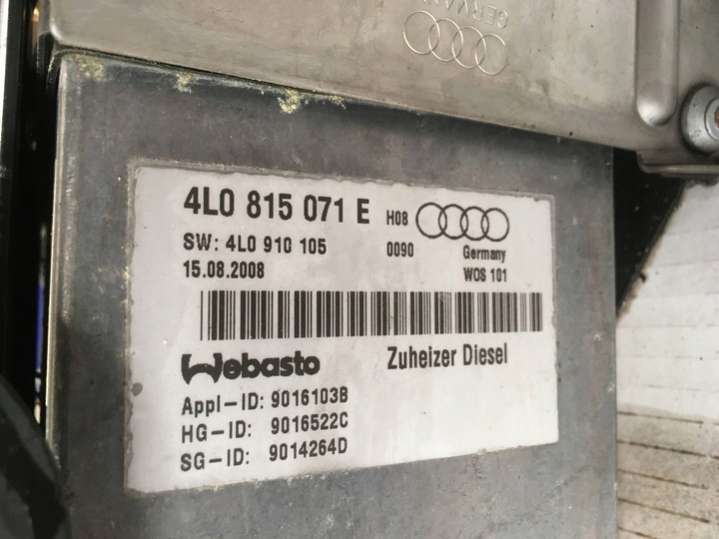 GERMANY
4L0 815 071 E H08
SW: 4L0 910 105 0090 Germany
15.08.2008 WOS 101
Webasto Zuheizer Diesel
Appl-ID: 9016103B
HG-ID: 9016522C
SG-ID: 9014264D